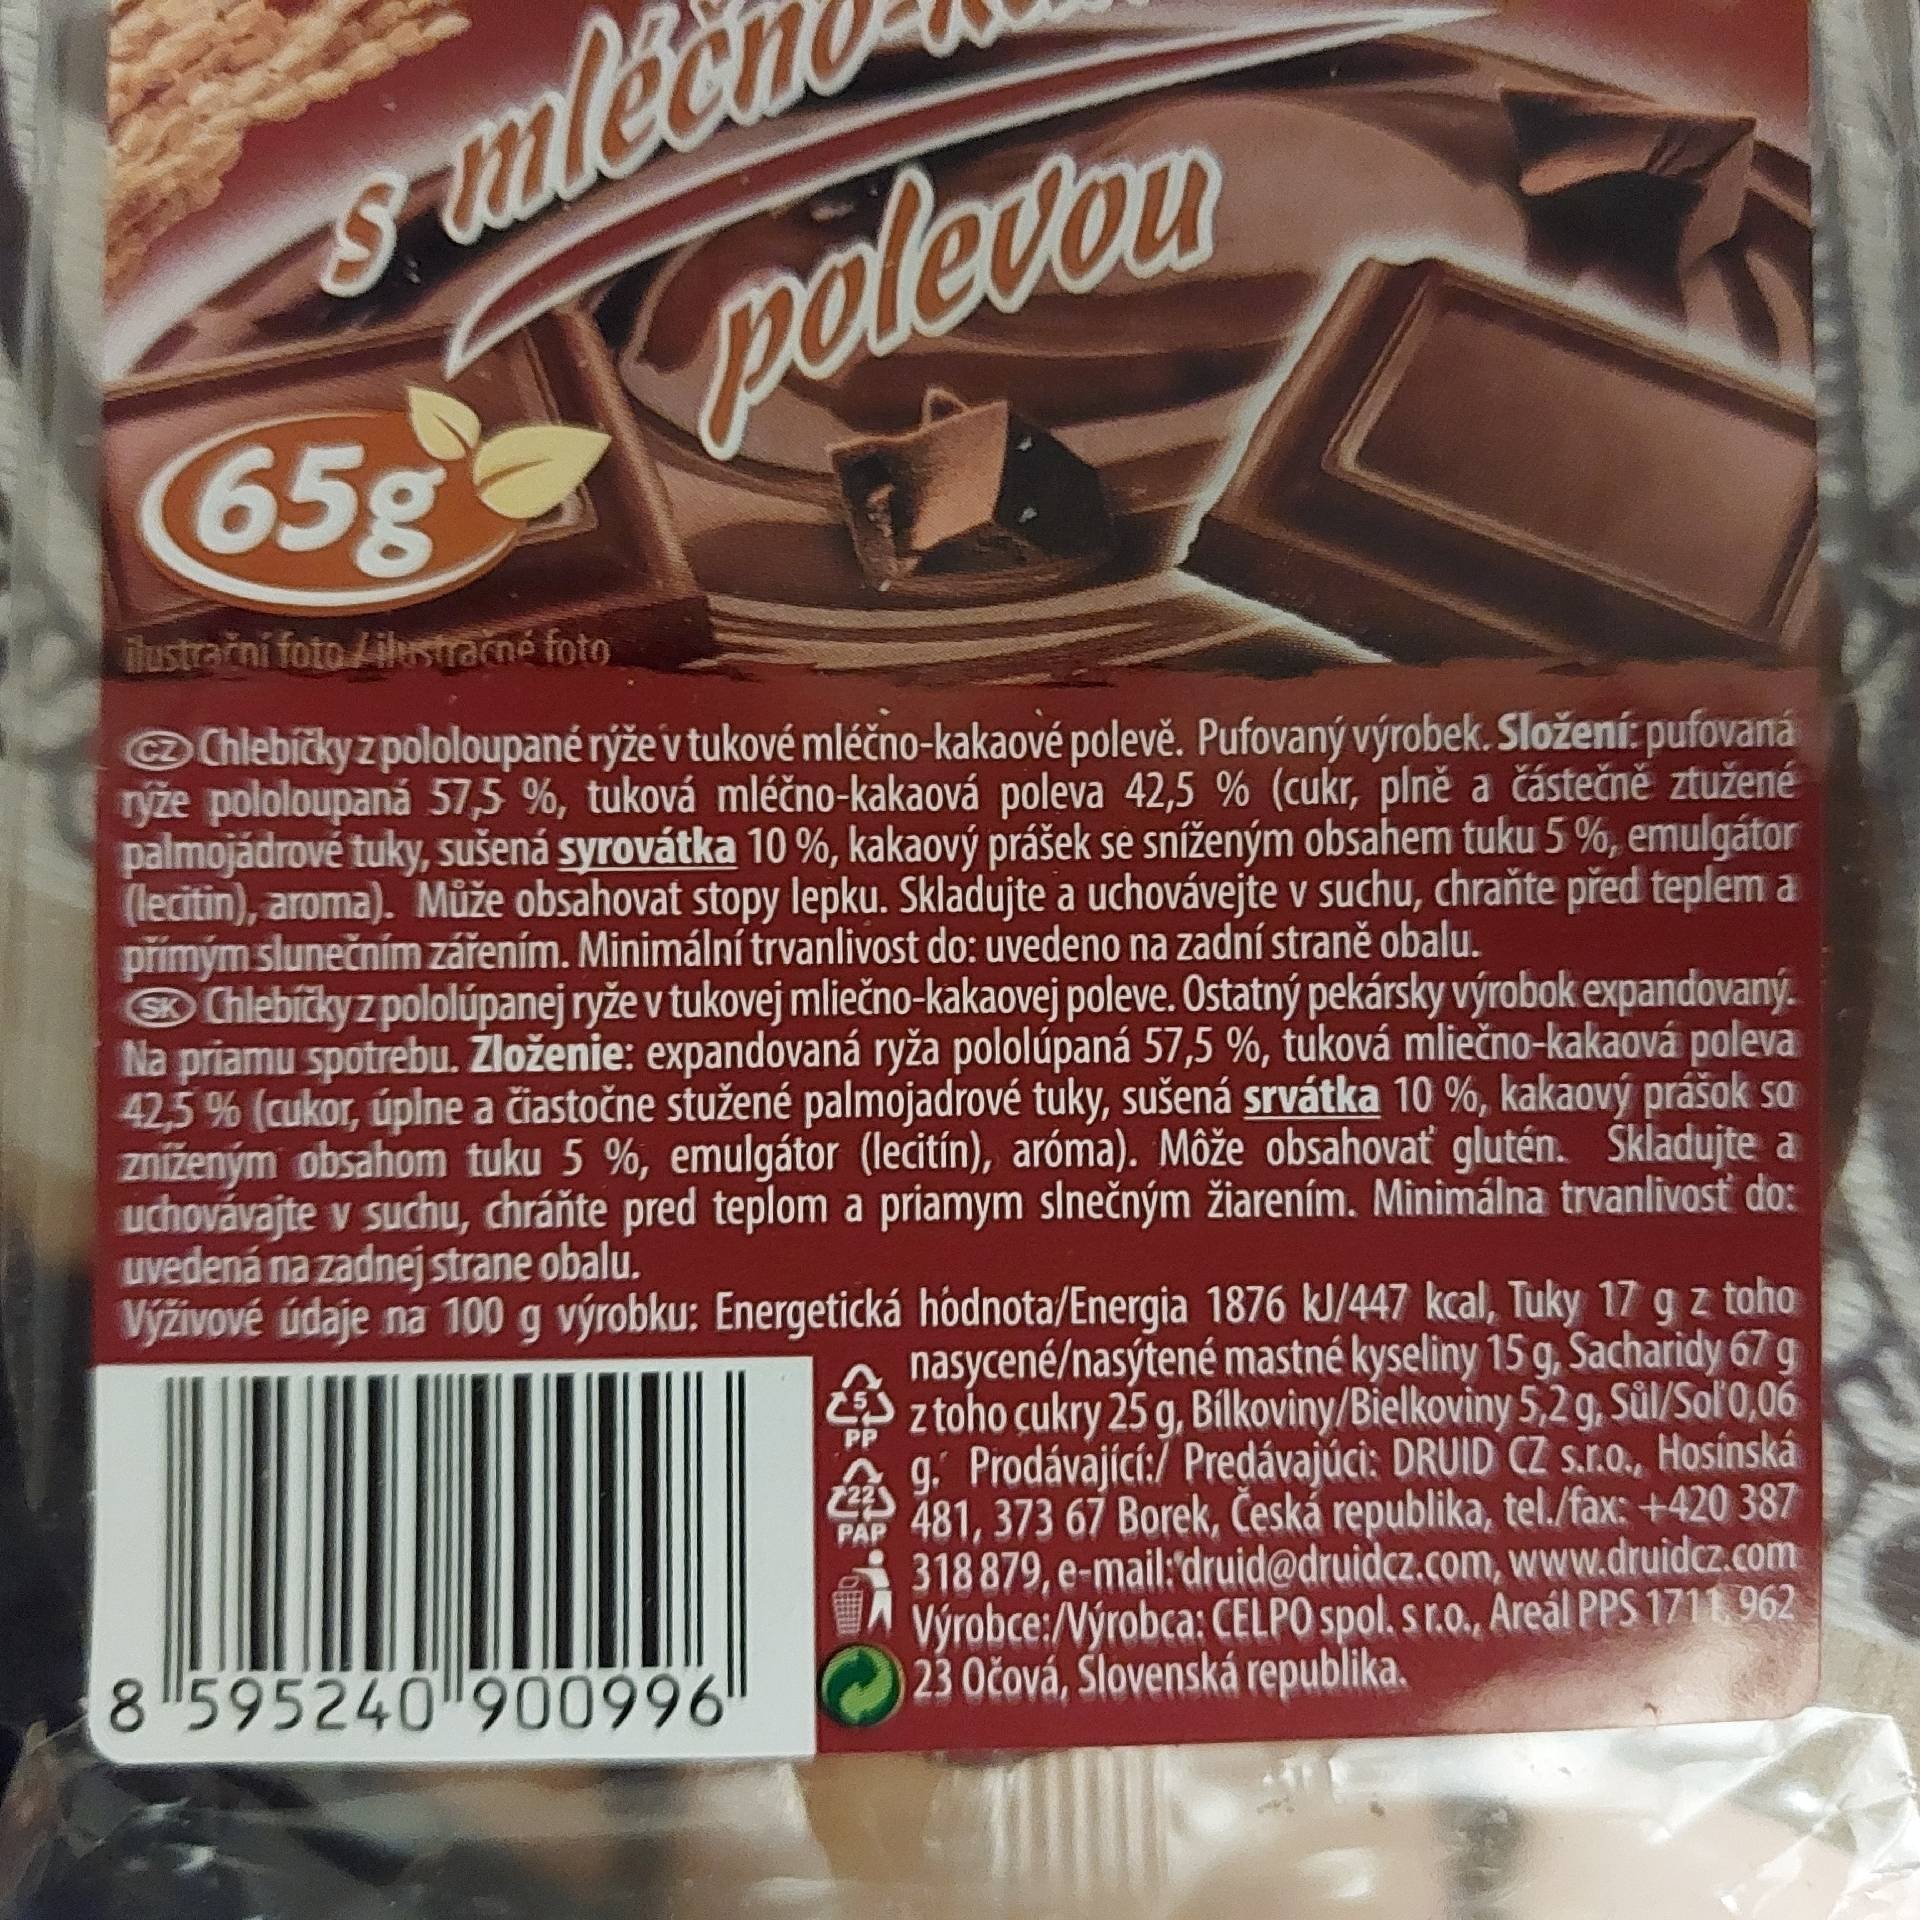 s mléčno-
polevou
65g
ilustrační foto / ilustračné foto
CZ Chlebíčky z pololoupané rýže v tukové mléčno-kakaové polevě. Pufovaný výrobek. Složení: pufovaná
rýže pololoupaná 57,5 %, tuková mléčno-kakaová poleva 42,5 % (cukr, plně a částečně ztužené
palmojádrové tuky, sušená syrovátka 10 %, kakaový prášek se sníženým obsahem tuku 5 %, emulgátor
(lecitin), aroma). Může obsahovat stopy lepku. Skladujte a uchovávejte v suchu, chraňte před teplem a
přímým slunečním zářením. Minimální trvanlivost do: uvedeno na zadní straně obalu.
SK Chlebíčky z pololúpanej ryže v tukovej mliečno-kakaovej poleve. Ostatný pekársky výrobok expandovaný.
Na priamu spotrebu. Zloženie: expandovaná ryža pololúpaná 57,5 %, tuková mliečno-kakaová poleva
42,5 % (cukor, úplne a čiastočne stužené palmojadrové tuky, sušená srvátka 10 %, kakaový prášok so
zníženým obsahom tuku 5 %, emulgátor (lecitín), aróma). Môže obsahovať glutén. Skladujte a
uchovávajte v suchu, chráňte pred teplom a priamym slnečným žiarením. Minimálna trvanlivosť do:
uvedená na zadnej strane obalu.
Výživové údaje na 100 g výrobku: Energetická hodnota/Energia 1876 kJ/447 kcal, Tuky 17 g z toho
nasycené/nasýtené mastné kyseliny 15 g, Sacharidy 67 g
z toho cukry 25 g, Bílkoviny/Bielkoviny 5,2 g, Sůl/Soľ 0,06
g. Prodávající:/ Predávajúci: DRUID CZ s.r.o., Hosínská
481, 373 67 Borek, Česká republika, tel./fax: +420 387
318 879, e-mail: druid@druidcz.com, www.druidcz.com
Výrobce:/Výrobca: CELPO spol. s r.o., Areál PPS 1711, 962
23 Očová, Slovenská republika.
5
PP
22
PAP
8 595240 900996